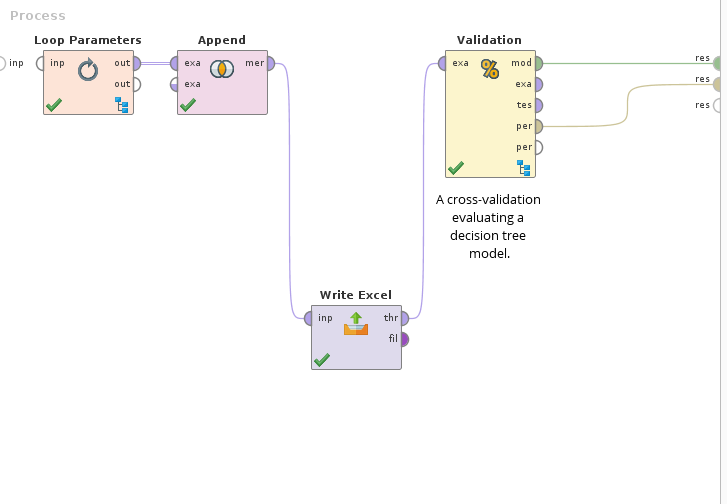 Process
Loop Parameters
Append
Validation
inp
inp
out
out
exa
exa
mer
exa
mod
exa
tes
per
per
res
res
res
A cross-validation
evaluating a
decision tree
model.
Write Excel
inp
thr
fil